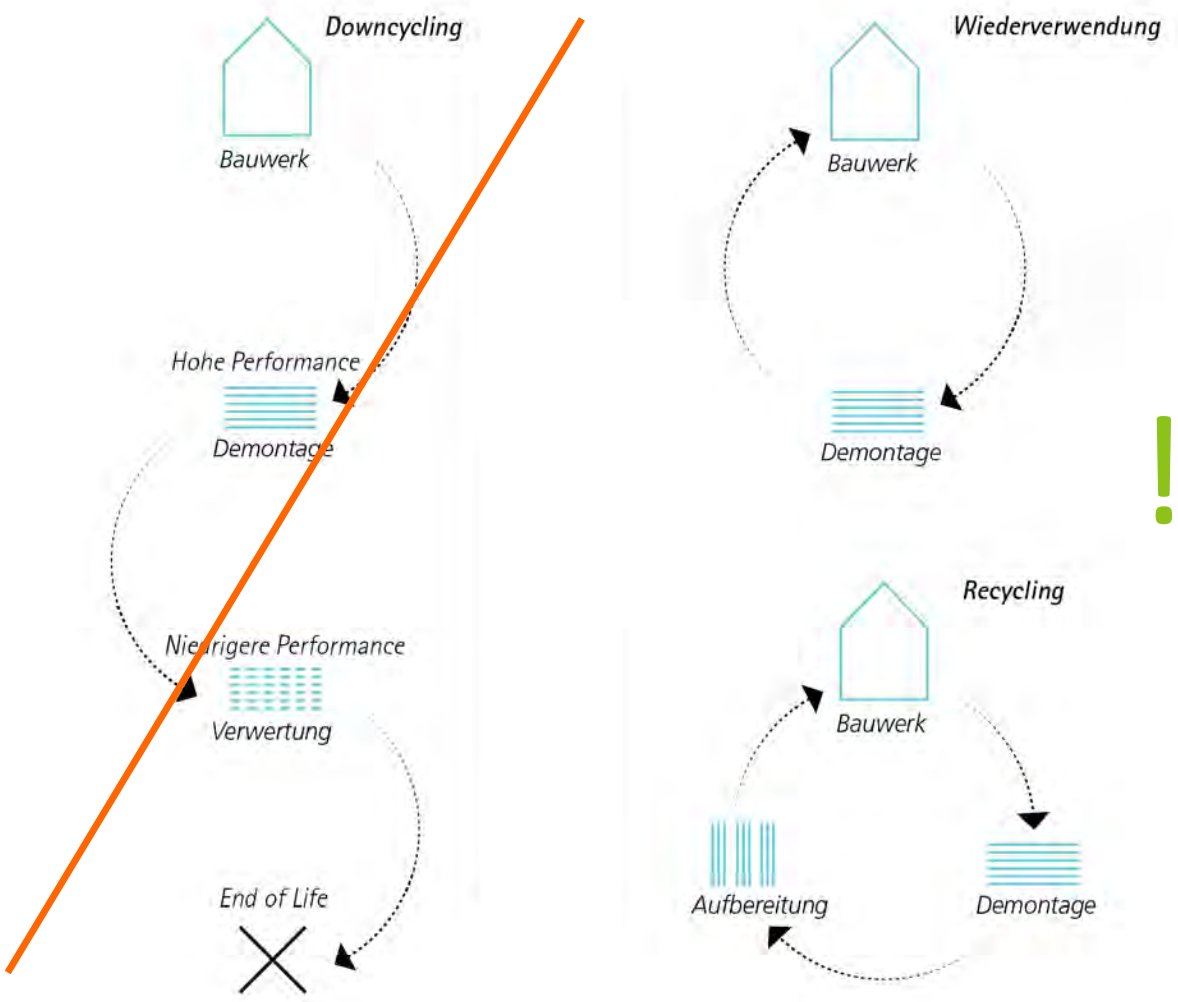 Downcycling
Bauwerk
Hohe Performance
Demontage
Niedrigere Performance
Verwertung
End of Life
Wiederverwendung
Bauwerk
Demontage
!
Recycling
Bauwerk
Aufbereitung
Demontage